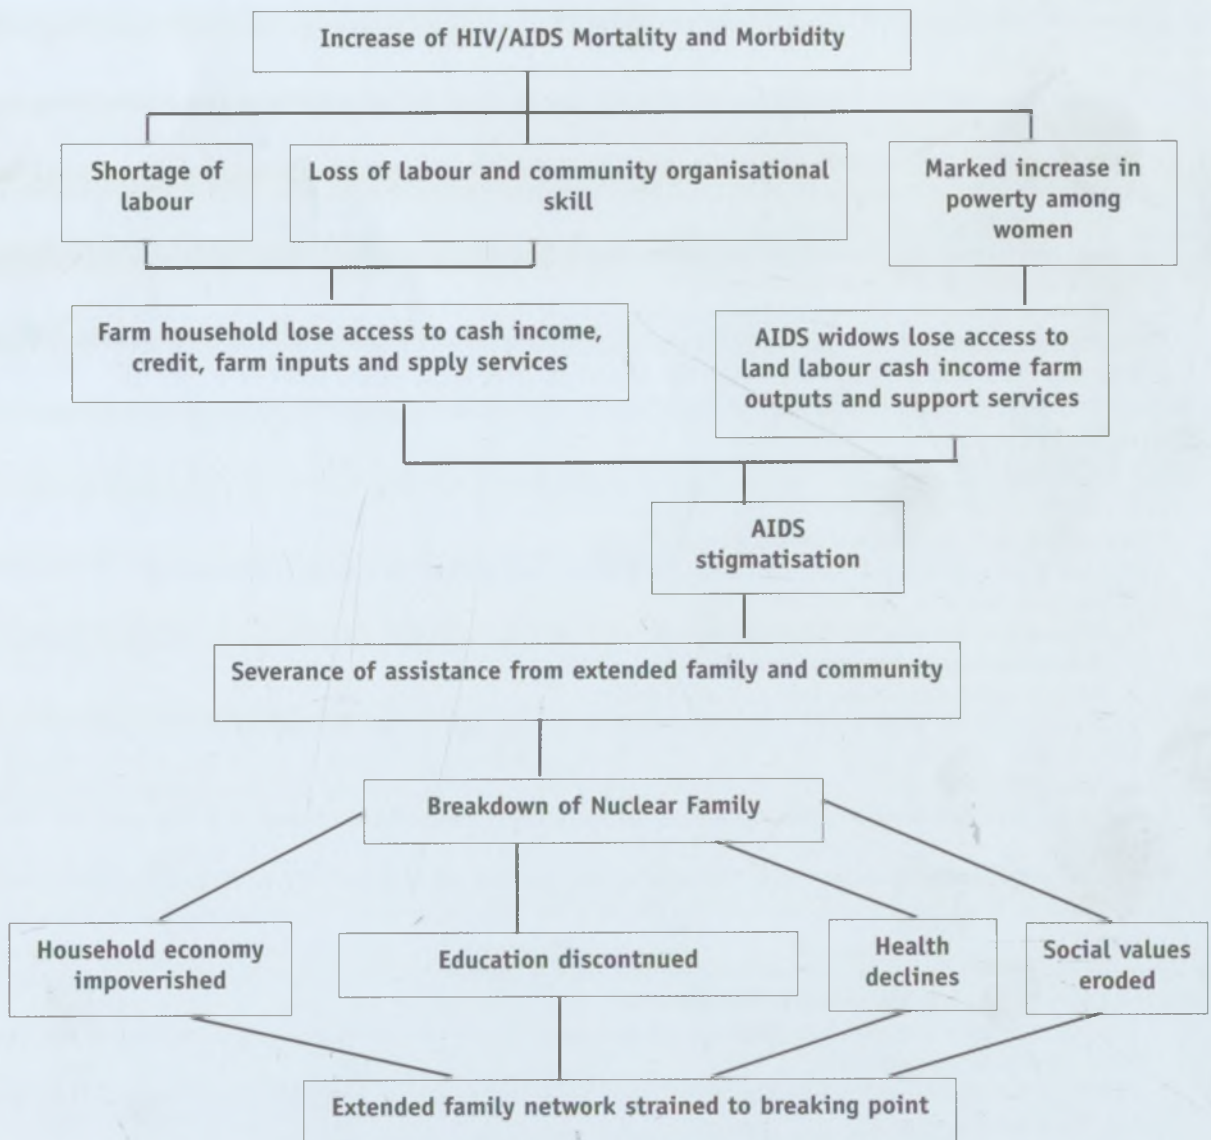 Increase of HIV/AIDS Mortality and Morbidity
Shortage of
labour
Loss of labour and community organisational
skill
Marked increase in
powerty among
women
Farm household lose access to cash income,
credit, farm inputs and spply services
AIDS widows lose access to
land labour cash income farm
outputs and support services
AIDS
stigmatisation
Severance of assistance from extended family and community
Breakdown of Nuclear Family
Household economy
impoverished
Education discontnued
Health
declines
Social values
eroded
Extended family network strained to breaking point